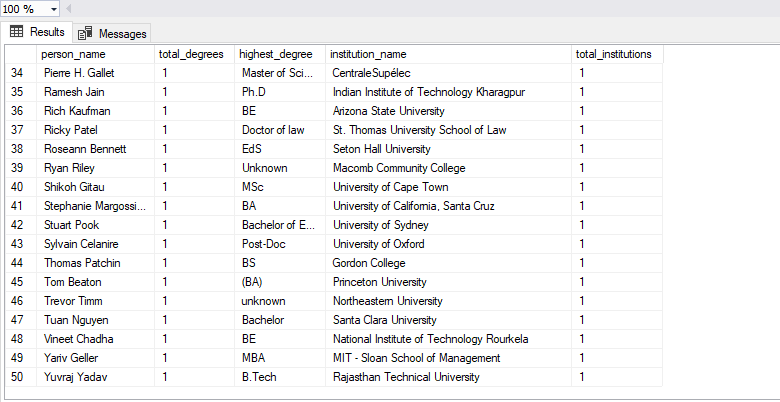 100 %
Results Messages
person_name total_degrees highest_degree institution_name total_institutions
34 Pierre H. Gallet 1 Master of Sci... CentraleSupélec 1
35 Ramesh Jain 1 Ph.D Indian Institute of Technology Kharagpur 1
36 Rich Kaufman 1 BE Arizona State University 1
37 Ricky Patel 1 Doctor of law St. Thomas University School of Law 1
38 Roseann Bennett 1 EdS Seton Hall University 1
39 Ryan Riley 1 Unknown Macomb Community College 1
40 Shikoh Gitau 1 MSc University of Cape Town 1
41 Stephanie Margossi... 1 BA University of California, Santa Cruz 1
42 Stuart Pook 1 Bachelor of E... University of Sydney 1
43 Sylvain Celanire 1 Post-Doc University of Oxford 1
44 Thomas Patchin 1 BS Gordon College 1
45 Tom Beaton 1 (BA) Princeton University 1
46 Trevor Timm 1 unknown Northeastern University 1
47 Tuan Nguyen 1 Bachelor Santa Clara University 1
48 Vineet Chadha 1 BE National Institute of Technology Rourkela 1
49 Yariv Geller 1 MBA MIT - Sloan School of Management 1
50 Yuvraj Yadav 1 B.Tech Rajasthan Technical University 1